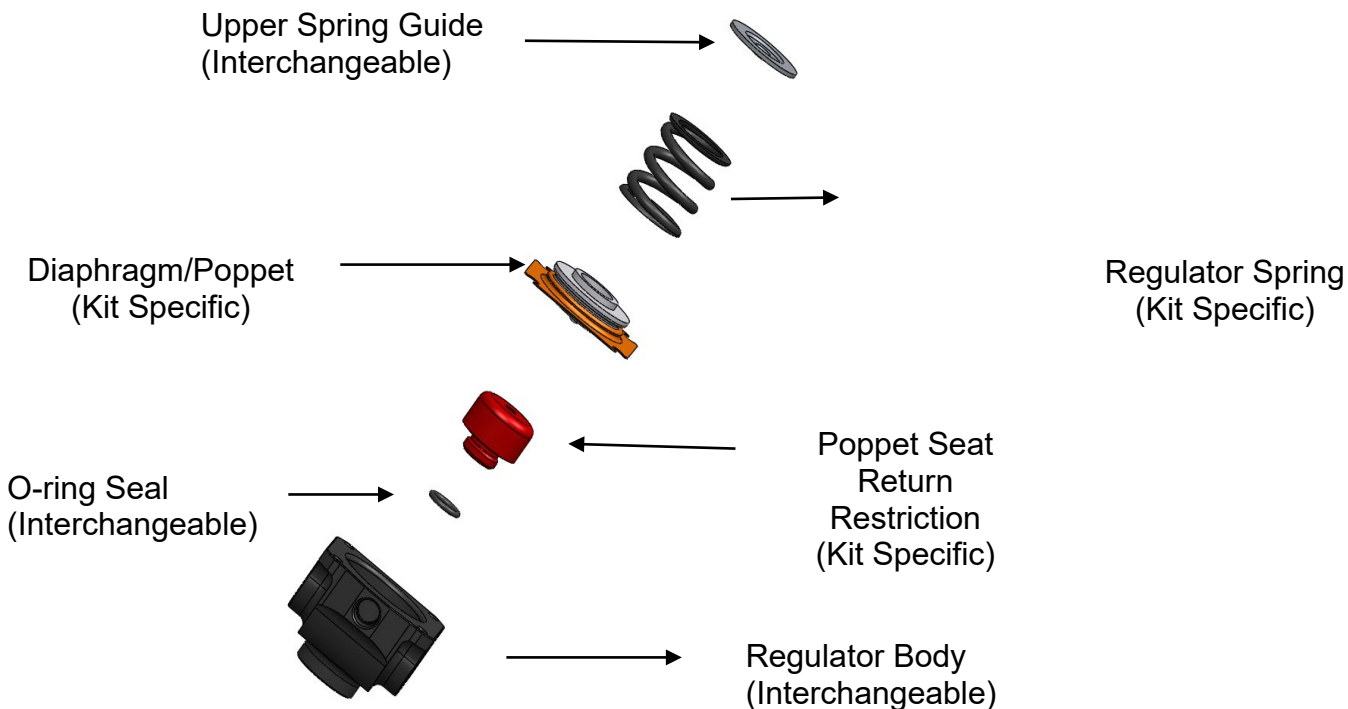 Upper Spring Guide
(Interchangeable)
Diaphragm/Poppet
(Kit Specific)
Regulator Spring
(Kit Specific)
Poppet Seat
Return
Restriction
(Kit Specific)
O-ring Seal
(Interchangeable)
Regulator Body
(Interchangeable)